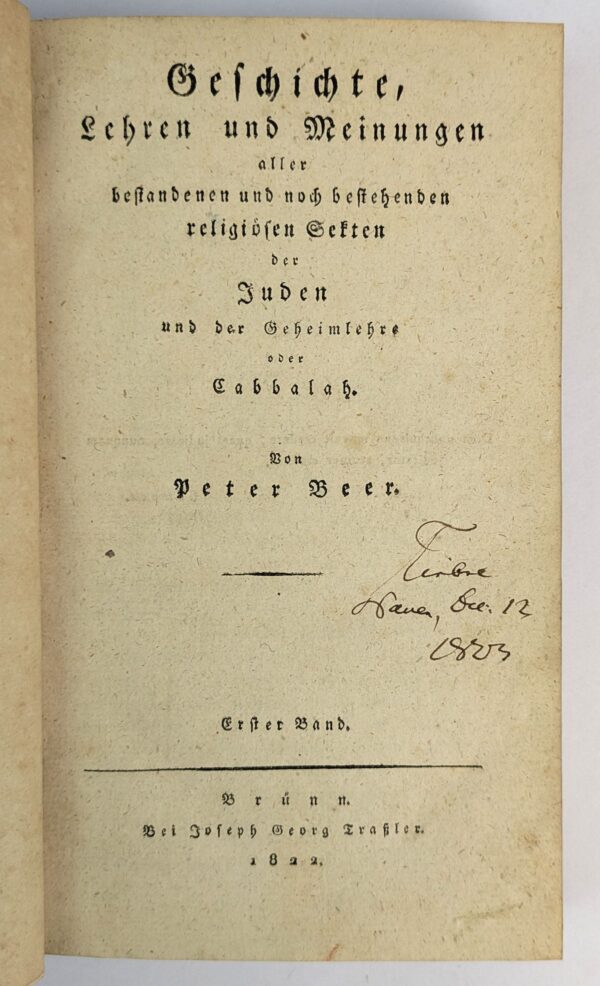 Geschichte,
Lehren und Meinungen
aller
bestandenen und noch bestehenden
religiösen Sekten
der
Juden
und der Geheimlehre
oder
Cabbalah.
Von
Peter Beer.
Dec. 12
Erster Band.
Brünn.
Bei Joseph Georg Traßler.
1822.